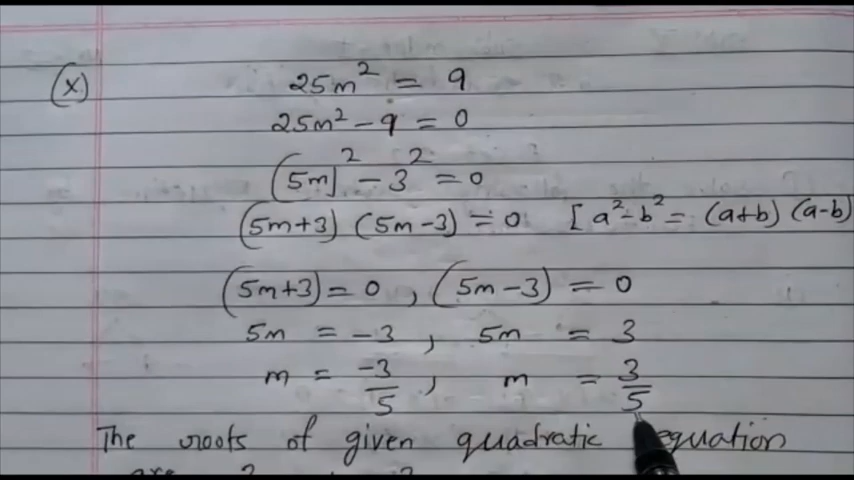 (x) 25m² = 9
25m² - 9 = 0
(5m)² - 3² = 0
(5m+3) (5m-3) = 0 [a²-b² = (a+b) (a-b)
(5m+3) = 0 , (5m-3) = 0
5m = -3 , 5m = 3
m = -3/5 , m = 3/5
The roots of given quadratic equation
are